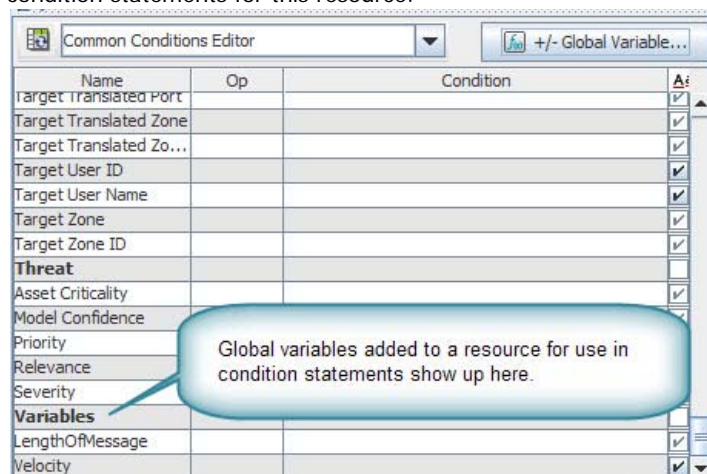 condition statements for this resource.
Common Conditions Editor
+/- Global Variable...
Name Op Condition
Target Translated Port
Target Translated Zone
Target Translated Zo...
Target User ID
Target User Name
Target Zone
Target Zone ID
Threat
Asset Criticality
Model Confidence
Priority
Relevance
Severity
Global variables added to a resource for use in
condition statements show up here.
Variables
LengthOfMessage
Velocity